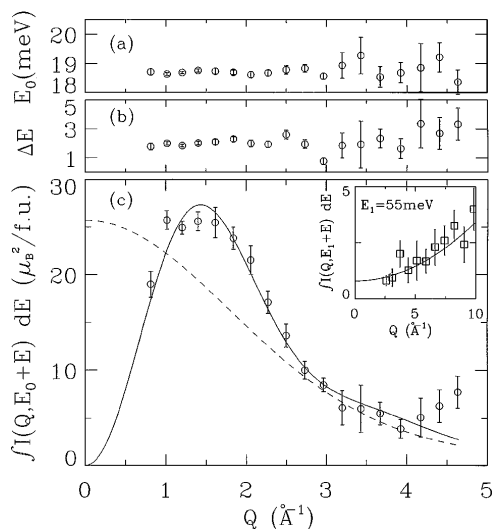 20
19
18
E₀(meV)
(a)
5
3
1
ΔE
(b)
30
20
10
0
∫I(Q,E₀+E) dE (μ_B²/f.u.)
(c)
5
0
∫I(Q,E₁+E) dE
E₁=55meV
0 5 10
Q (Å⁻¹)
0 1 2 3 4 5
Q (Å⁻¹)